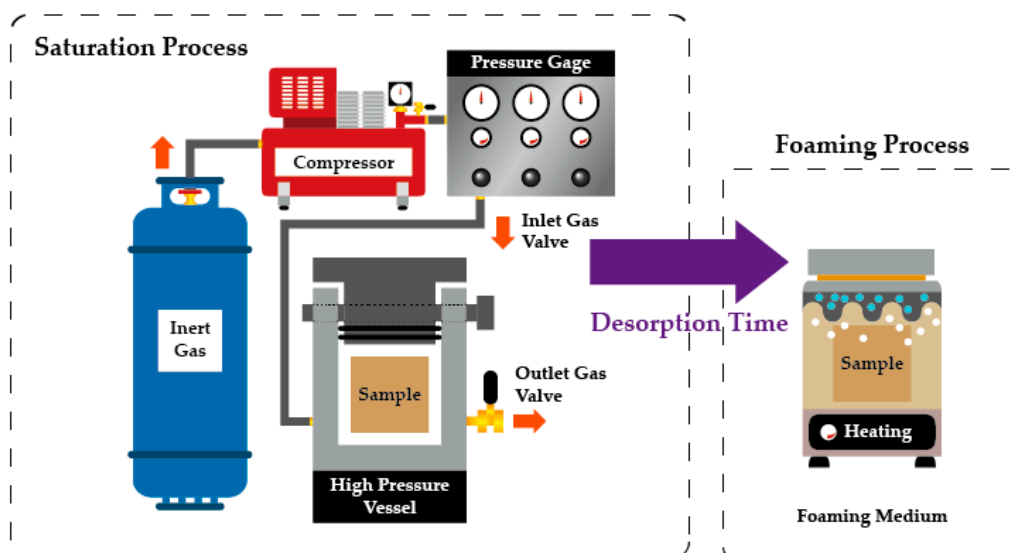 Saturation Process
Pressure Gage
Compressor
Inlet Gas
Valve
Inert
Gas
Sample
Outlet Gas
Valve
High Pressure
Vessel
Desorption Time
Foaming Process
Sample
Heating
Foaming Medium